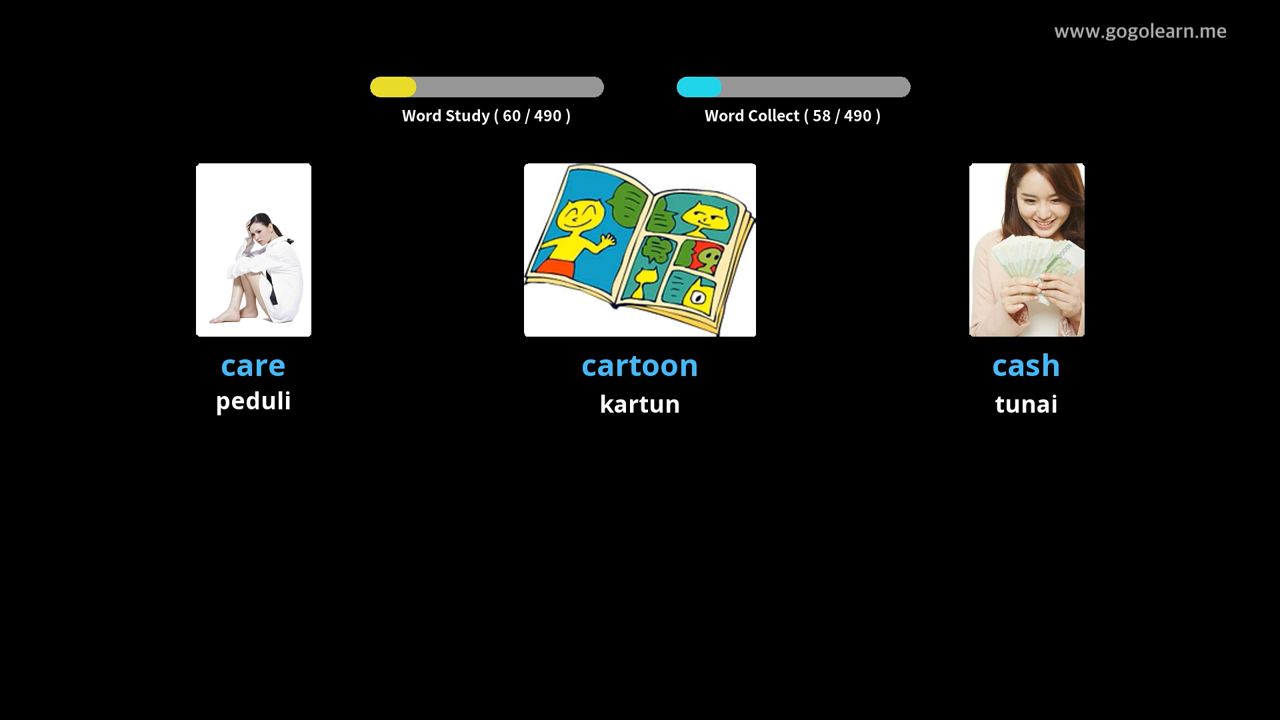 www.gogolearn.me
Word Study ( 60 / 490 )
Word Collect ( 58 / 490 )
care
cartoon
cash
peduli
kartun
tunai